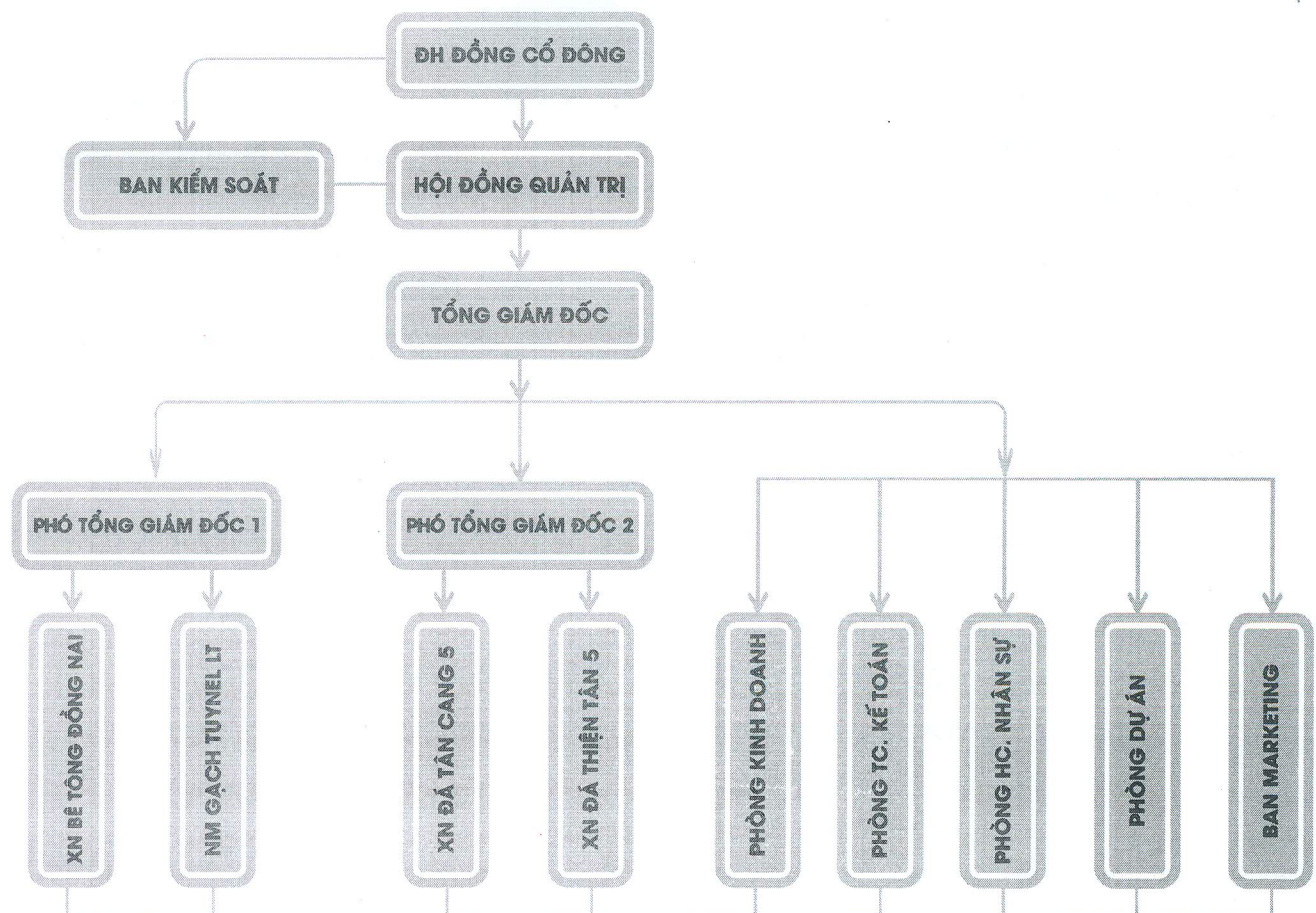 ĐH ĐỒNG CỔ ĐÔNG
BAN KIỂM SOÁT
HỘI ĐỒNG QUẢN TRỊ
TỔNG GIÁM ĐỐC
PHÓ TỔNG GIÁM ĐỐC 1
PHÓ TỔNG GIÁM ĐỐC 2
XN BÊ TÔNG ĐỒNG NAI
NM GẠCH TUYNEL LT
XN ĐÁ TÂN CANG 5
XN ĐÁ THIỆN TÂN 5
PHÒNG KINH DOANH
PHÒNG TC. KẾ TOÁN
PHÒNG HC. NHÂN SỰ
PHÒNG DỰ ÁN
BAN MARKETING